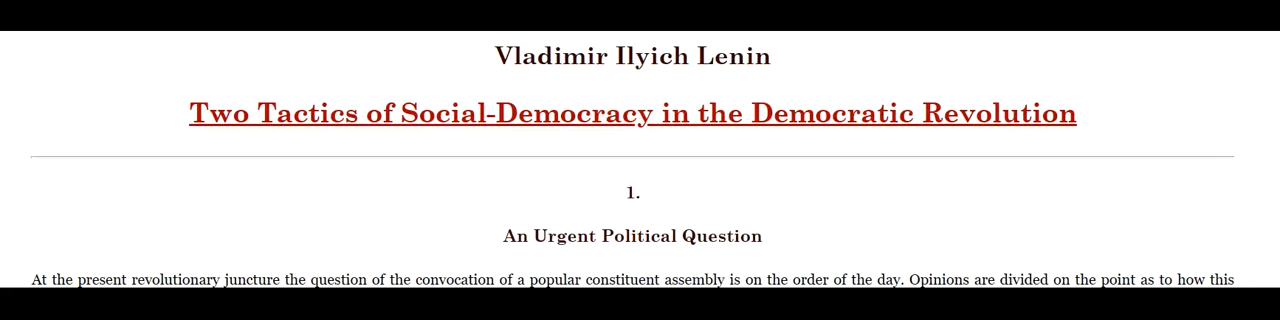 Vladimir Ilyich Lenin
Two Tactics of Social-Democracy in the Democratic Revolution
1.
An Urgent Political Question
At the present revolutionary juncture the question of the convocation of a popular constituent assembly is on the order of the day. Opinions are divided on the point as to how this